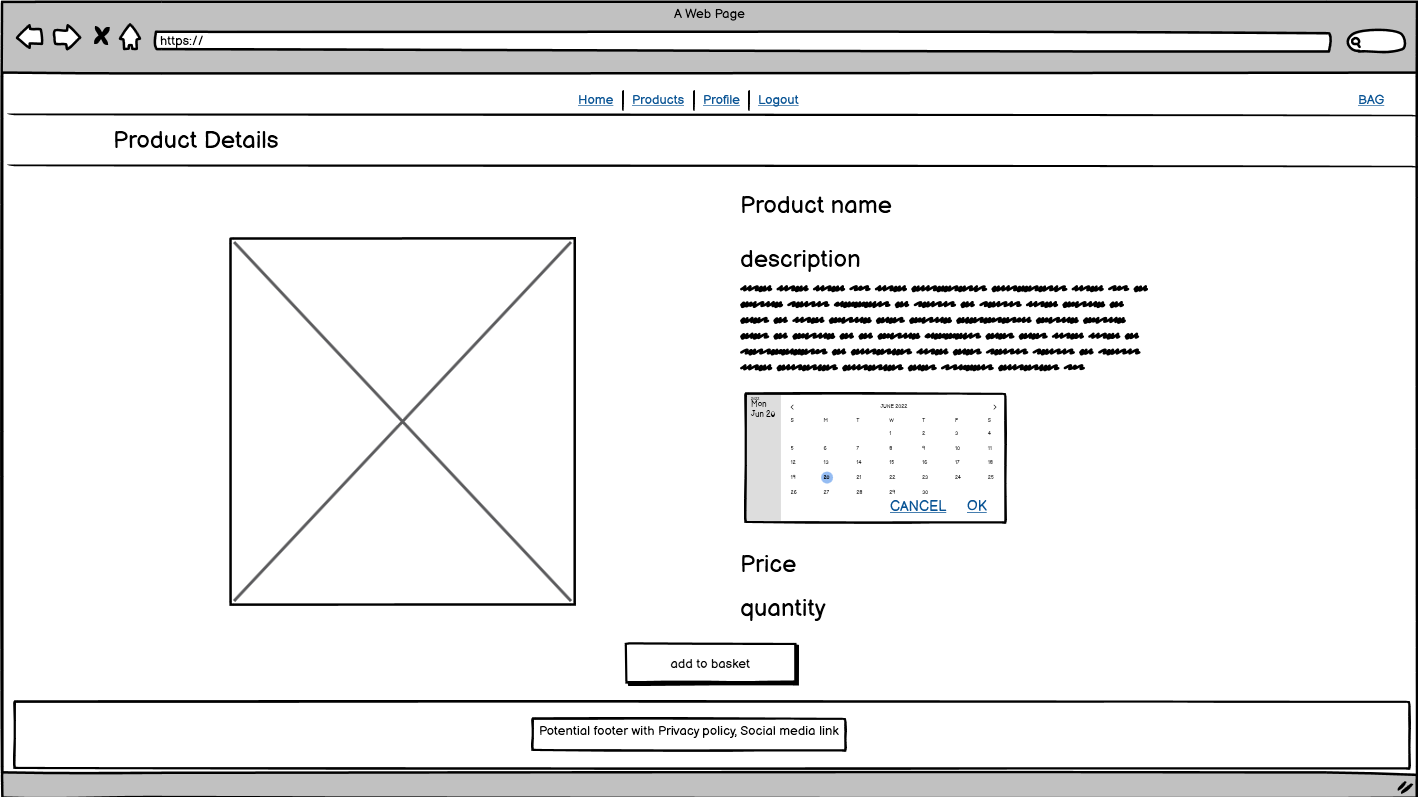 A Web Page
https://
Home Products Profile Logout BAG
Product Details
Product name
description
2022
Mon
Jun 20
JUNE 2022
S M T W T F S
1 2 3 4
5 6 7 8 9 10 11
12 13 14 15 16 17 18
19 20 21 22 23 24 25
26 27 28 29 30
CANCEL OK
Price
quantity
add to basket
Potential footer with Privacy policy, Social media link